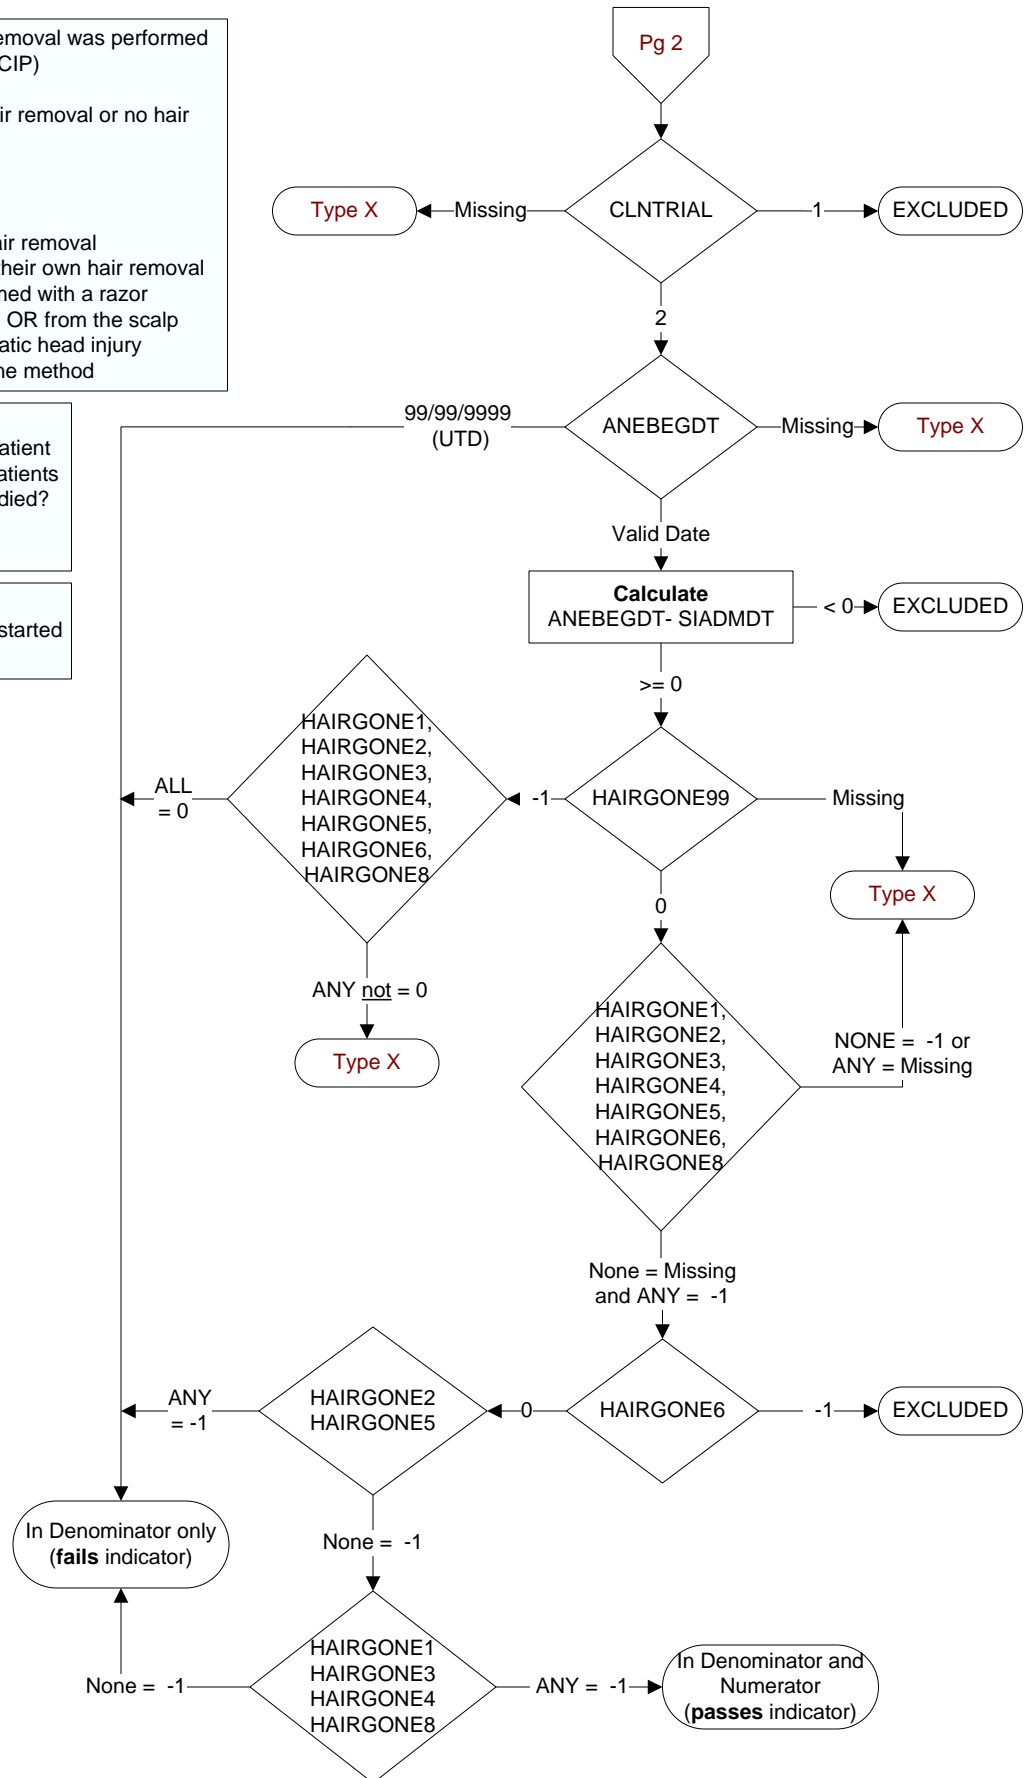 emoval was performed
CIP)
ir removal or no hair
air removal
their own hair removal
ned with a razor
OR from the scalp
atic head injury
ne method
atient
atients
died?
started
Pg 2
Type X
Missing
CLNTRIAL
1
EXCLUDED
2
99/99/9999
(UTD)
ANEBEGDT
Missing
Type X
Valid Date
Calculate
ANEBEGDT- SIADMDT
< 0
EXCLUDED
>= 0
HAIRGONE1,
HAIRGONE2,
HAIRGONE3,
HAIRGONE4,
HAIRGONE5,
HAIRGONE6,
HAIRGONE8
ALL
= 0
-1
HAIRGONE99
Missing
Type X
0
ANY not = 0
Type X
HAIRGONE1,
HAIRGONE2,
HAIRGONE3,
HAIRGONE4,
HAIRGONE5,
HAIRGONE6,
HAIRGONE8
NONE = -1 or
ANY = Missing
None = Missing
and ANY = -1
ANY
= -1
HAIRGONE2
HAIRGONE5
0
HAIRGONE6
-1
EXCLUDED
In Denominator only
(fails indicator)
None = -1
None = -1
HAIRGONE1
HAIRGONE3
HAIRGONE4
HAIRGONE8
ANY = -1
In Denominator and
Numerator
(passes indicator)